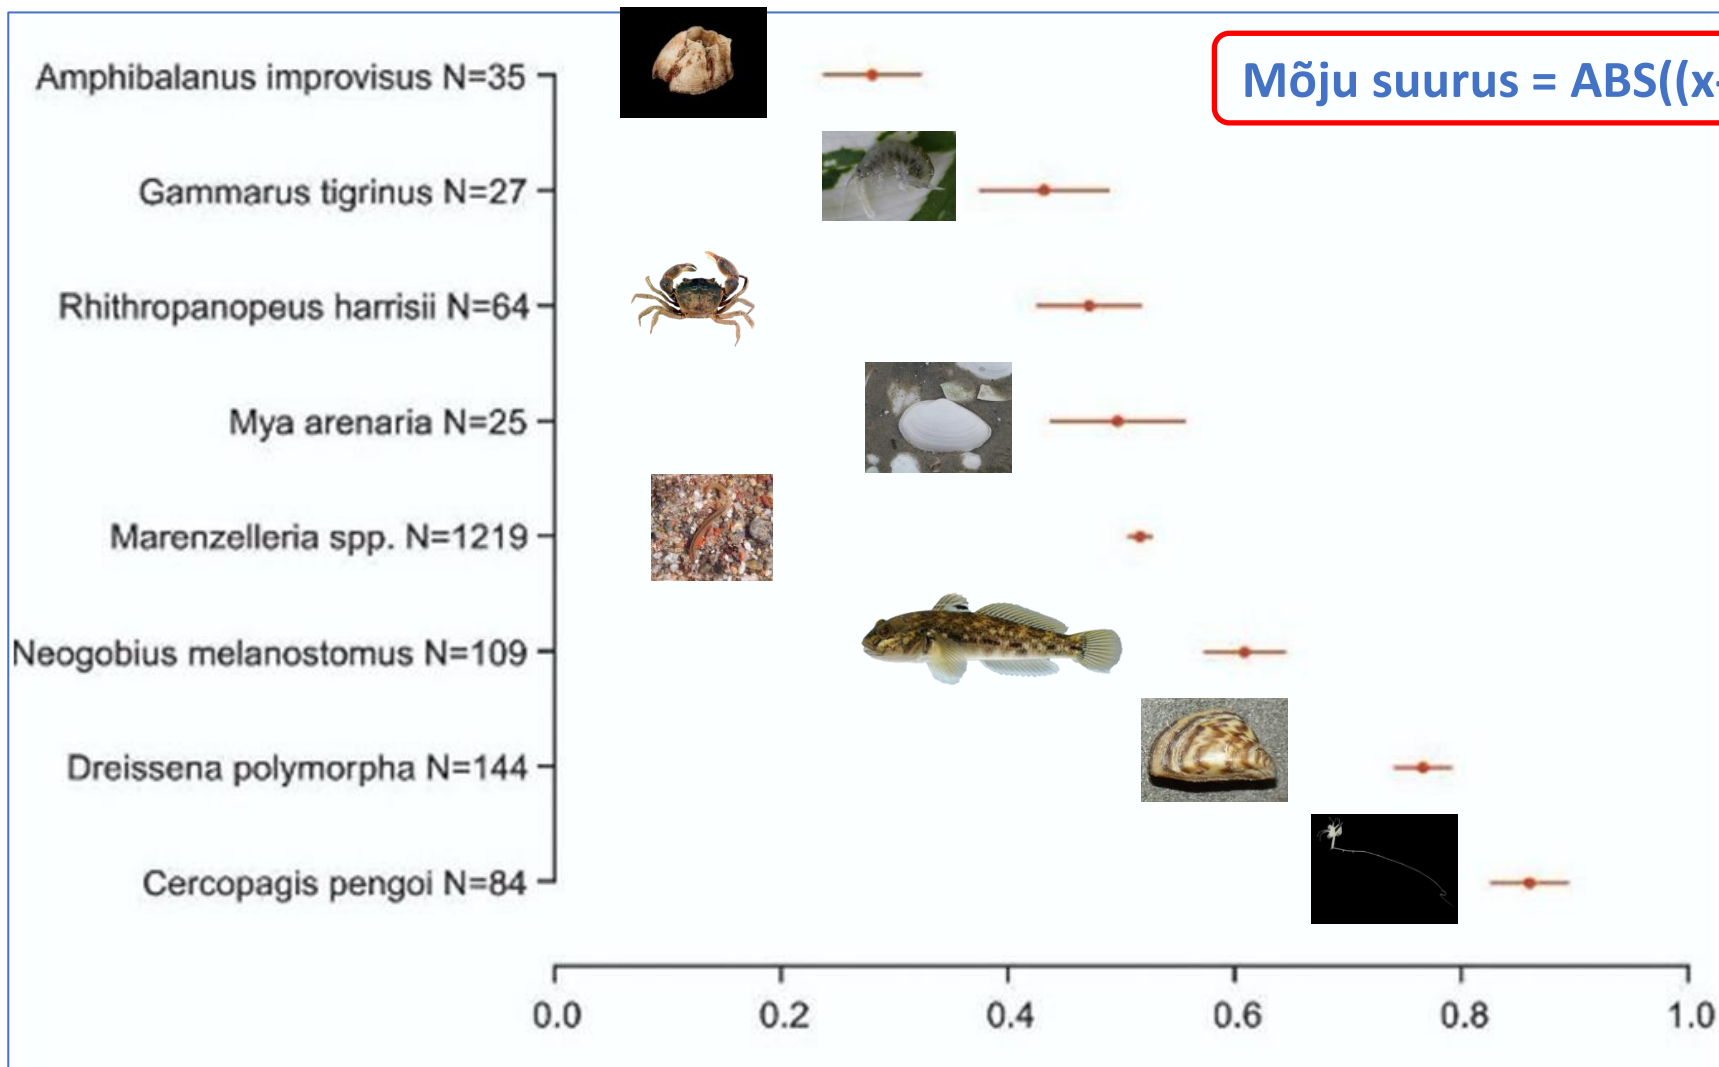 Mõju suurus = ABS((x-
Amphibalanus improvisus N=35
Gammarus tigrinus N=27
Rhithropanopeus harrisii N=64
Mya arenaria N=25
Marenzelleria spp. N=1219
Neogobius melanostomus N=109
Dreissena polymorpha N=144
Cercopagis pengoi N=84
0.0 0.2 0.4 0.6 0.8 1.0